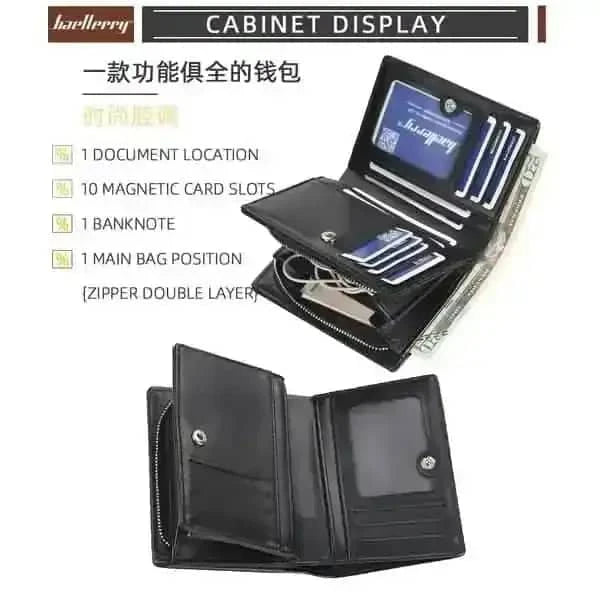 baellerry
CABINET DISPLAY
一款功能俱全的钱包
时尚腔调
% 1 DOCUMENT LOCATION
% 10 MAGNETIC CARD SLOTS
% 1 BANKNOTE
% 1 MAIN BAG POSITION
{ZIPPER DOUBLE LAYER}
baellerry